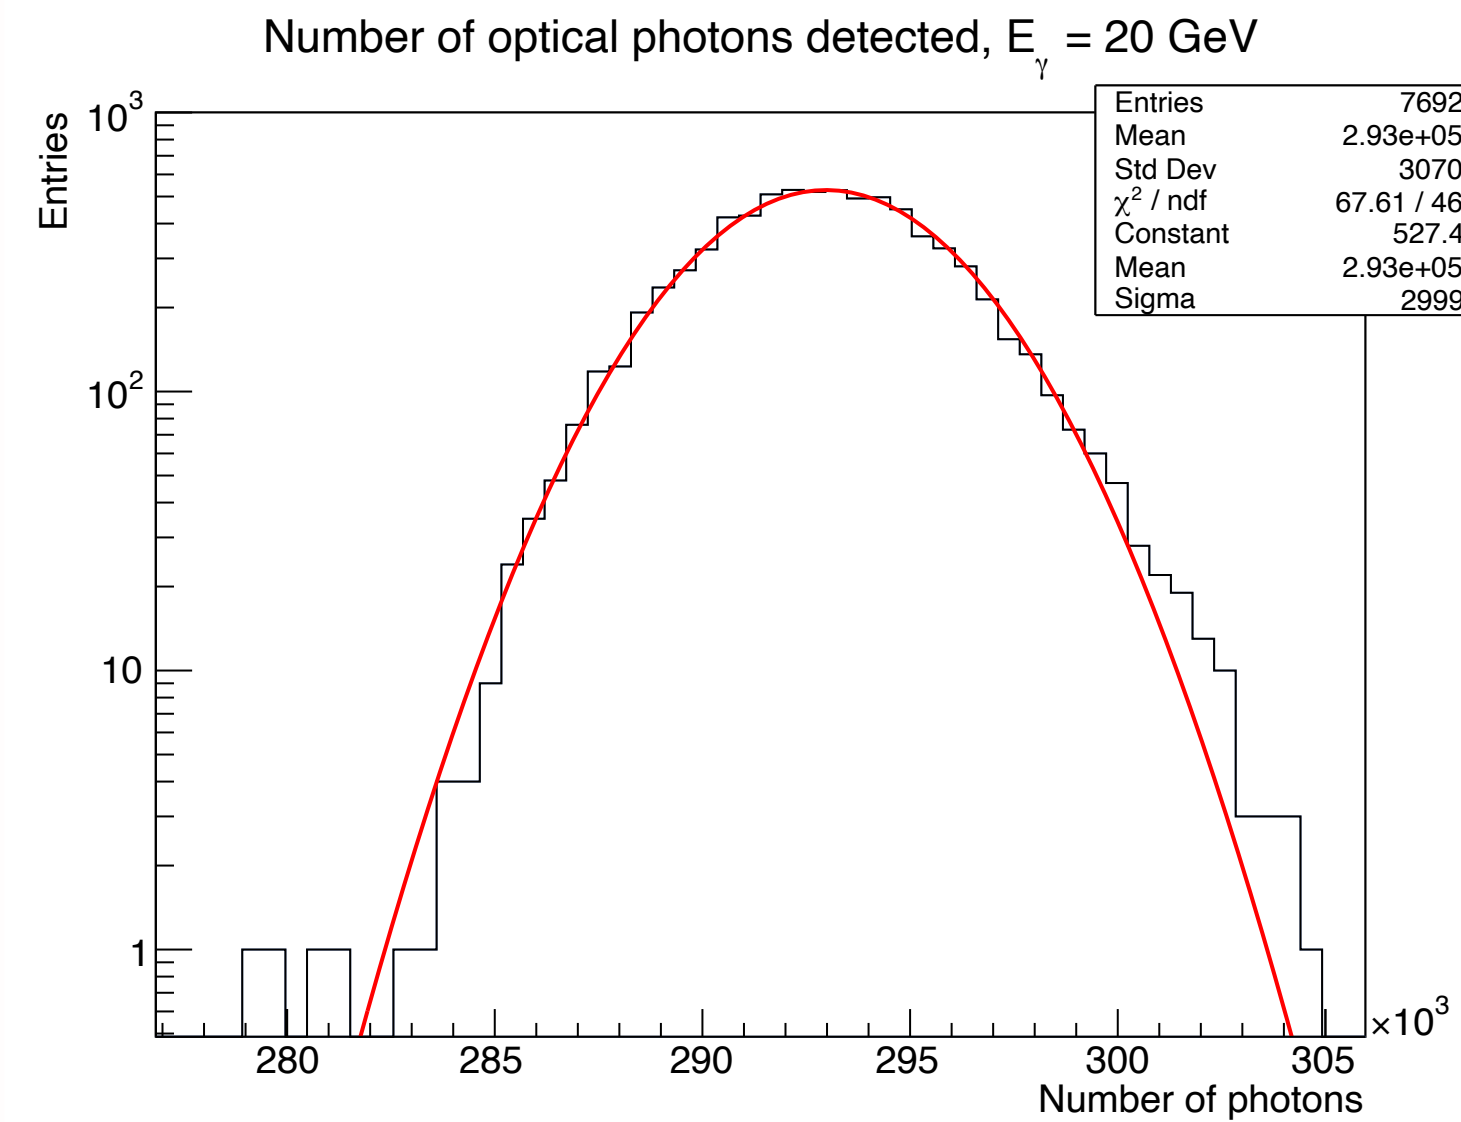 Number of optical photons detected, E_γ = 20 GeV
Entries 7692
Mean 2.93e+05
Std Dev 3070
χ² / ndf 67.61 / 46
Constant 527.4
Mean 2.93e+05
Sigma 2999
Entries
10³
10²
10
1
280 285 290 295 300 305
×10³
Number of photons